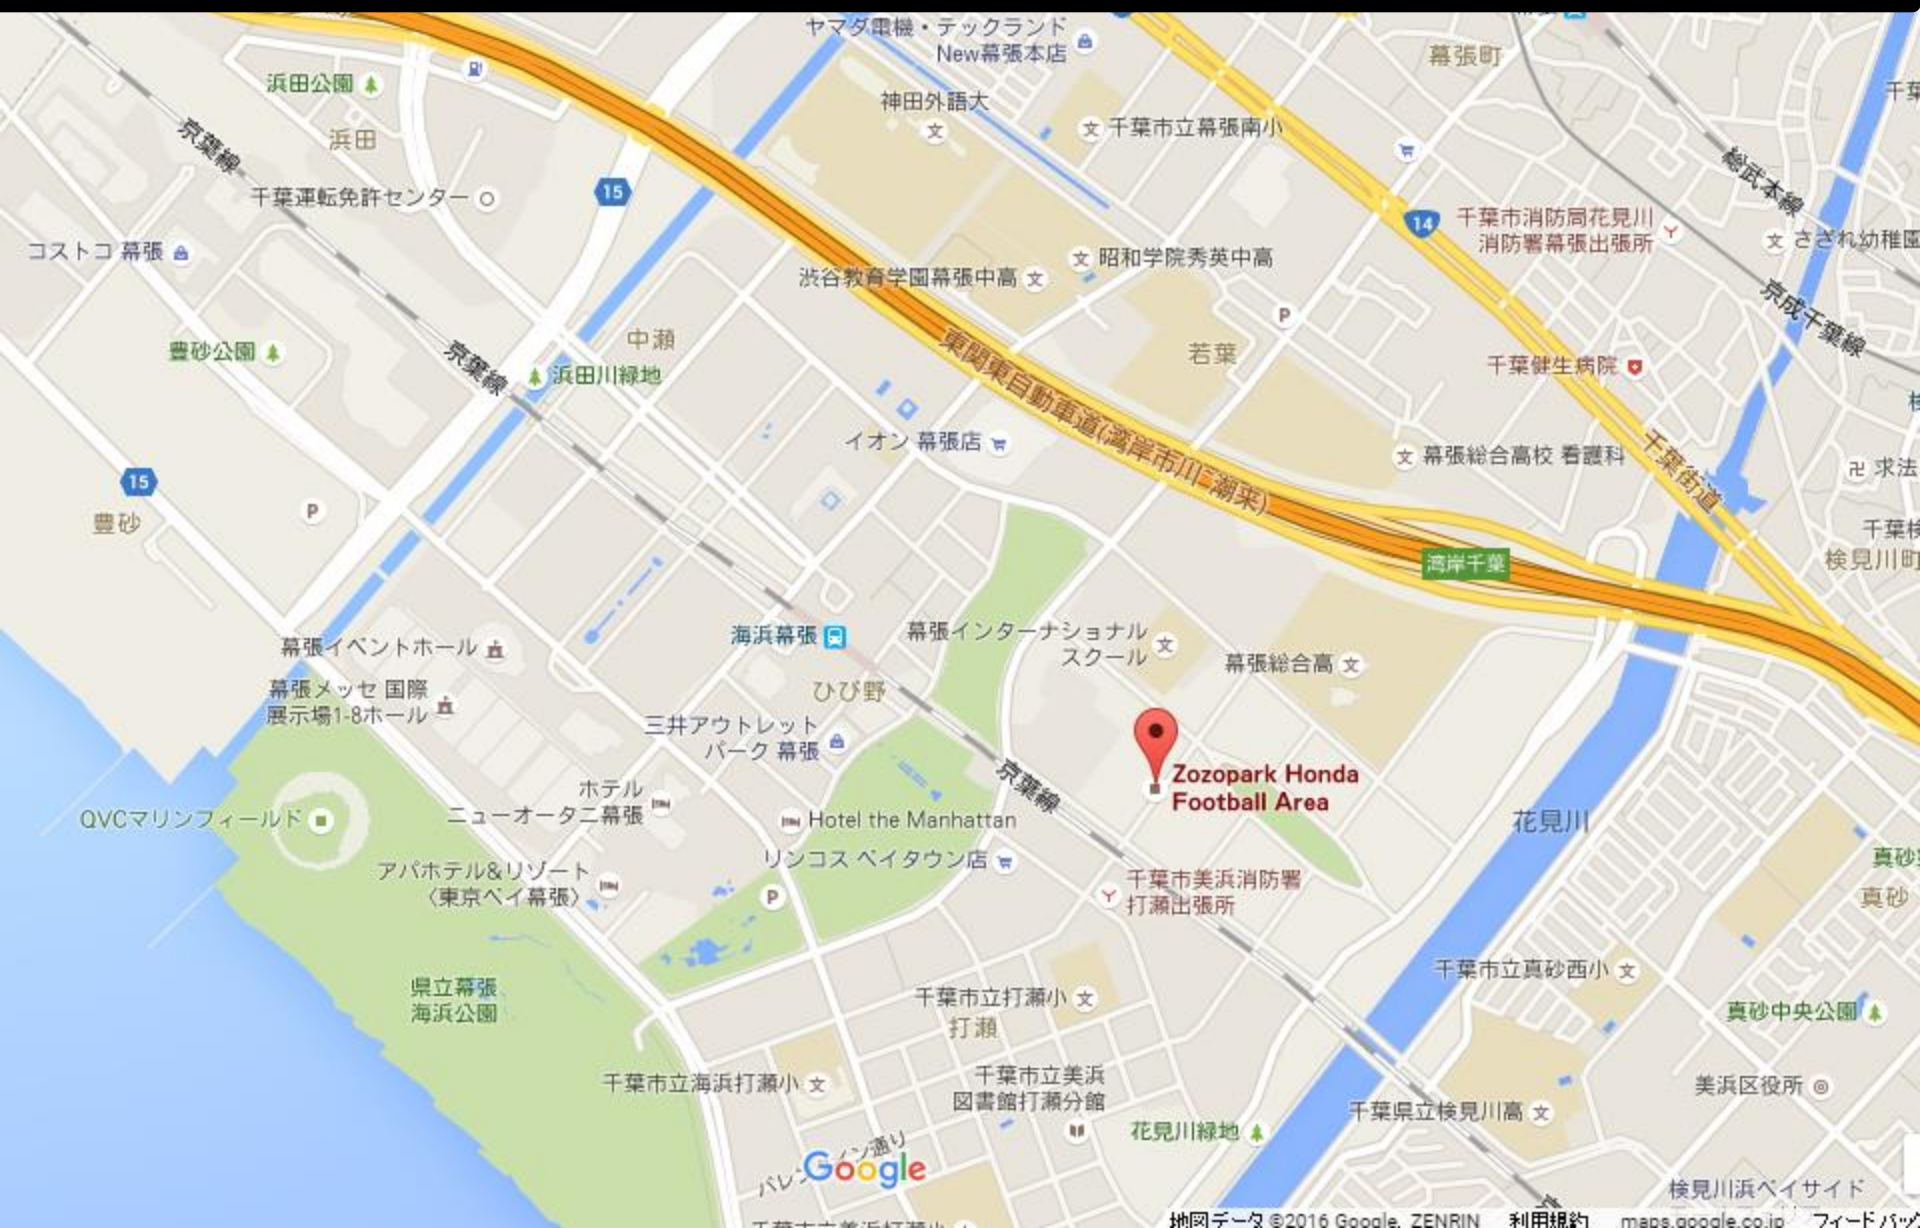 ヤマダ電機・テックランド
New幕張本店
幕張町
浜田公園
神田外語大
千葉市立幕張南小
浜田
京葉線
総武本線
千葉運転免許センター
15
14
千葉市消防局花見川
消防署幕張出張所
さざれ幼稚園
コストコ 幕張
昭和学院秀英中高
渋谷教育学園幕張中高
P
京成千葉線
中瀬
豊砂公園
京葉線
浜田川緑地
東関東自動車道(湾岸市川-潮来)
若葉
千葉健生病院
イオン 幕張店
幕張総合高校 看護科
千葉街道
求法
15
豊砂
P
千葉検
検見川町
湾岸千葉
海浜幕張
幕張インターナショナル
スクール
幕張総合高
幕張イベントホール
幕張メッセ 国際
展示場1-8ホール
ひび野
三井アウトレット
パーク 幕張
京葉線
Zozopark Honda
Football Area
ホテル
ニューオータニ幕張
QVCマリンフィールド
Hotel the Manhattan
花見川
リンコス ベイタウン店
アパホテル&リゾート
〈東京ベイ幕張〉
P
千葉市美浜消防署
打瀬出張所
真砂
真砂
県立幕張
海浜公園
千葉市立打瀬小
打瀬
千葉市立真砂西小
真砂中央公園
千葉市立海浜打瀬小
千葉市立美浜
図書館打瀬分館
美浜区役所
千葉県立検見川高
花見川緑地
バレンタイン通り
Google
検見川浜ベイサイド
地図データ ©2016 Google, ZENRIN 利用規約 maps.google.co.jp フィードバック